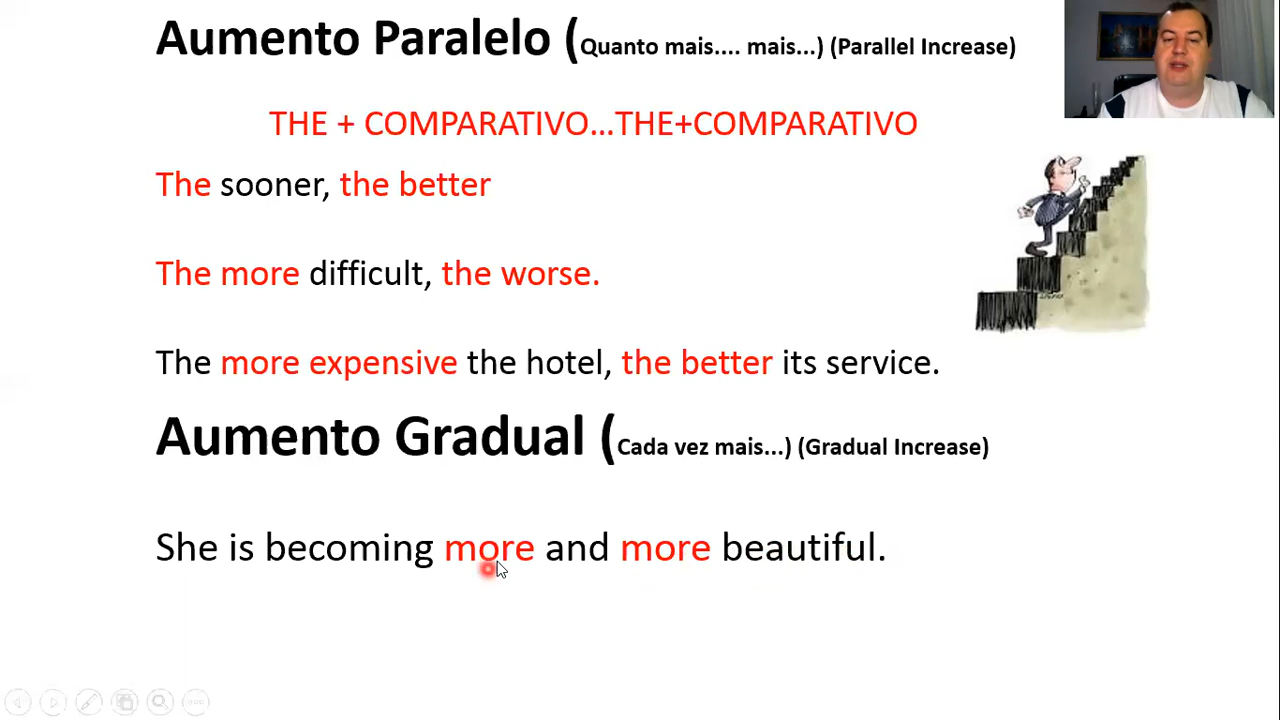 Aumento Paralelo (Quanto mais.... mais...) (Parallel Increase)
THE + COMPARATIVO...THE+COMPARATIVO
The sooner, the better
The more difficult, the worse.
The more expensive the hotel, the better its service.
Aumento Gradual (Cada vez mais...) (Gradual Increase)
She is becoming more and more beautiful.